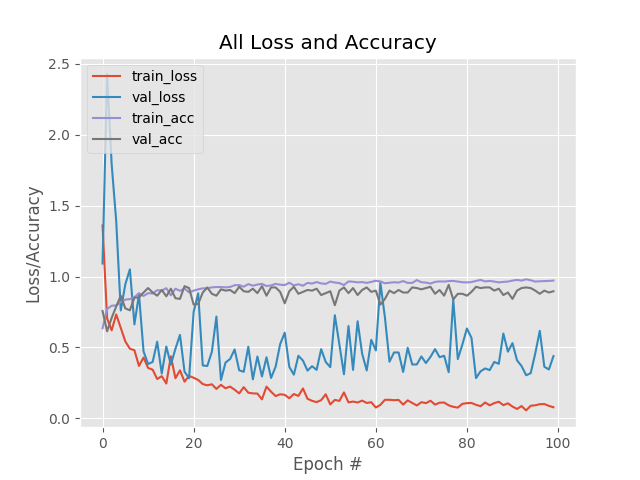 All Loss and Accuracy
train_loss
val_loss
train_acc
val_acc
Loss/Accuracy
2.5
2.0
1.5
1.0
0.5
0.0
0 20 40 60 80 100
Epoch #